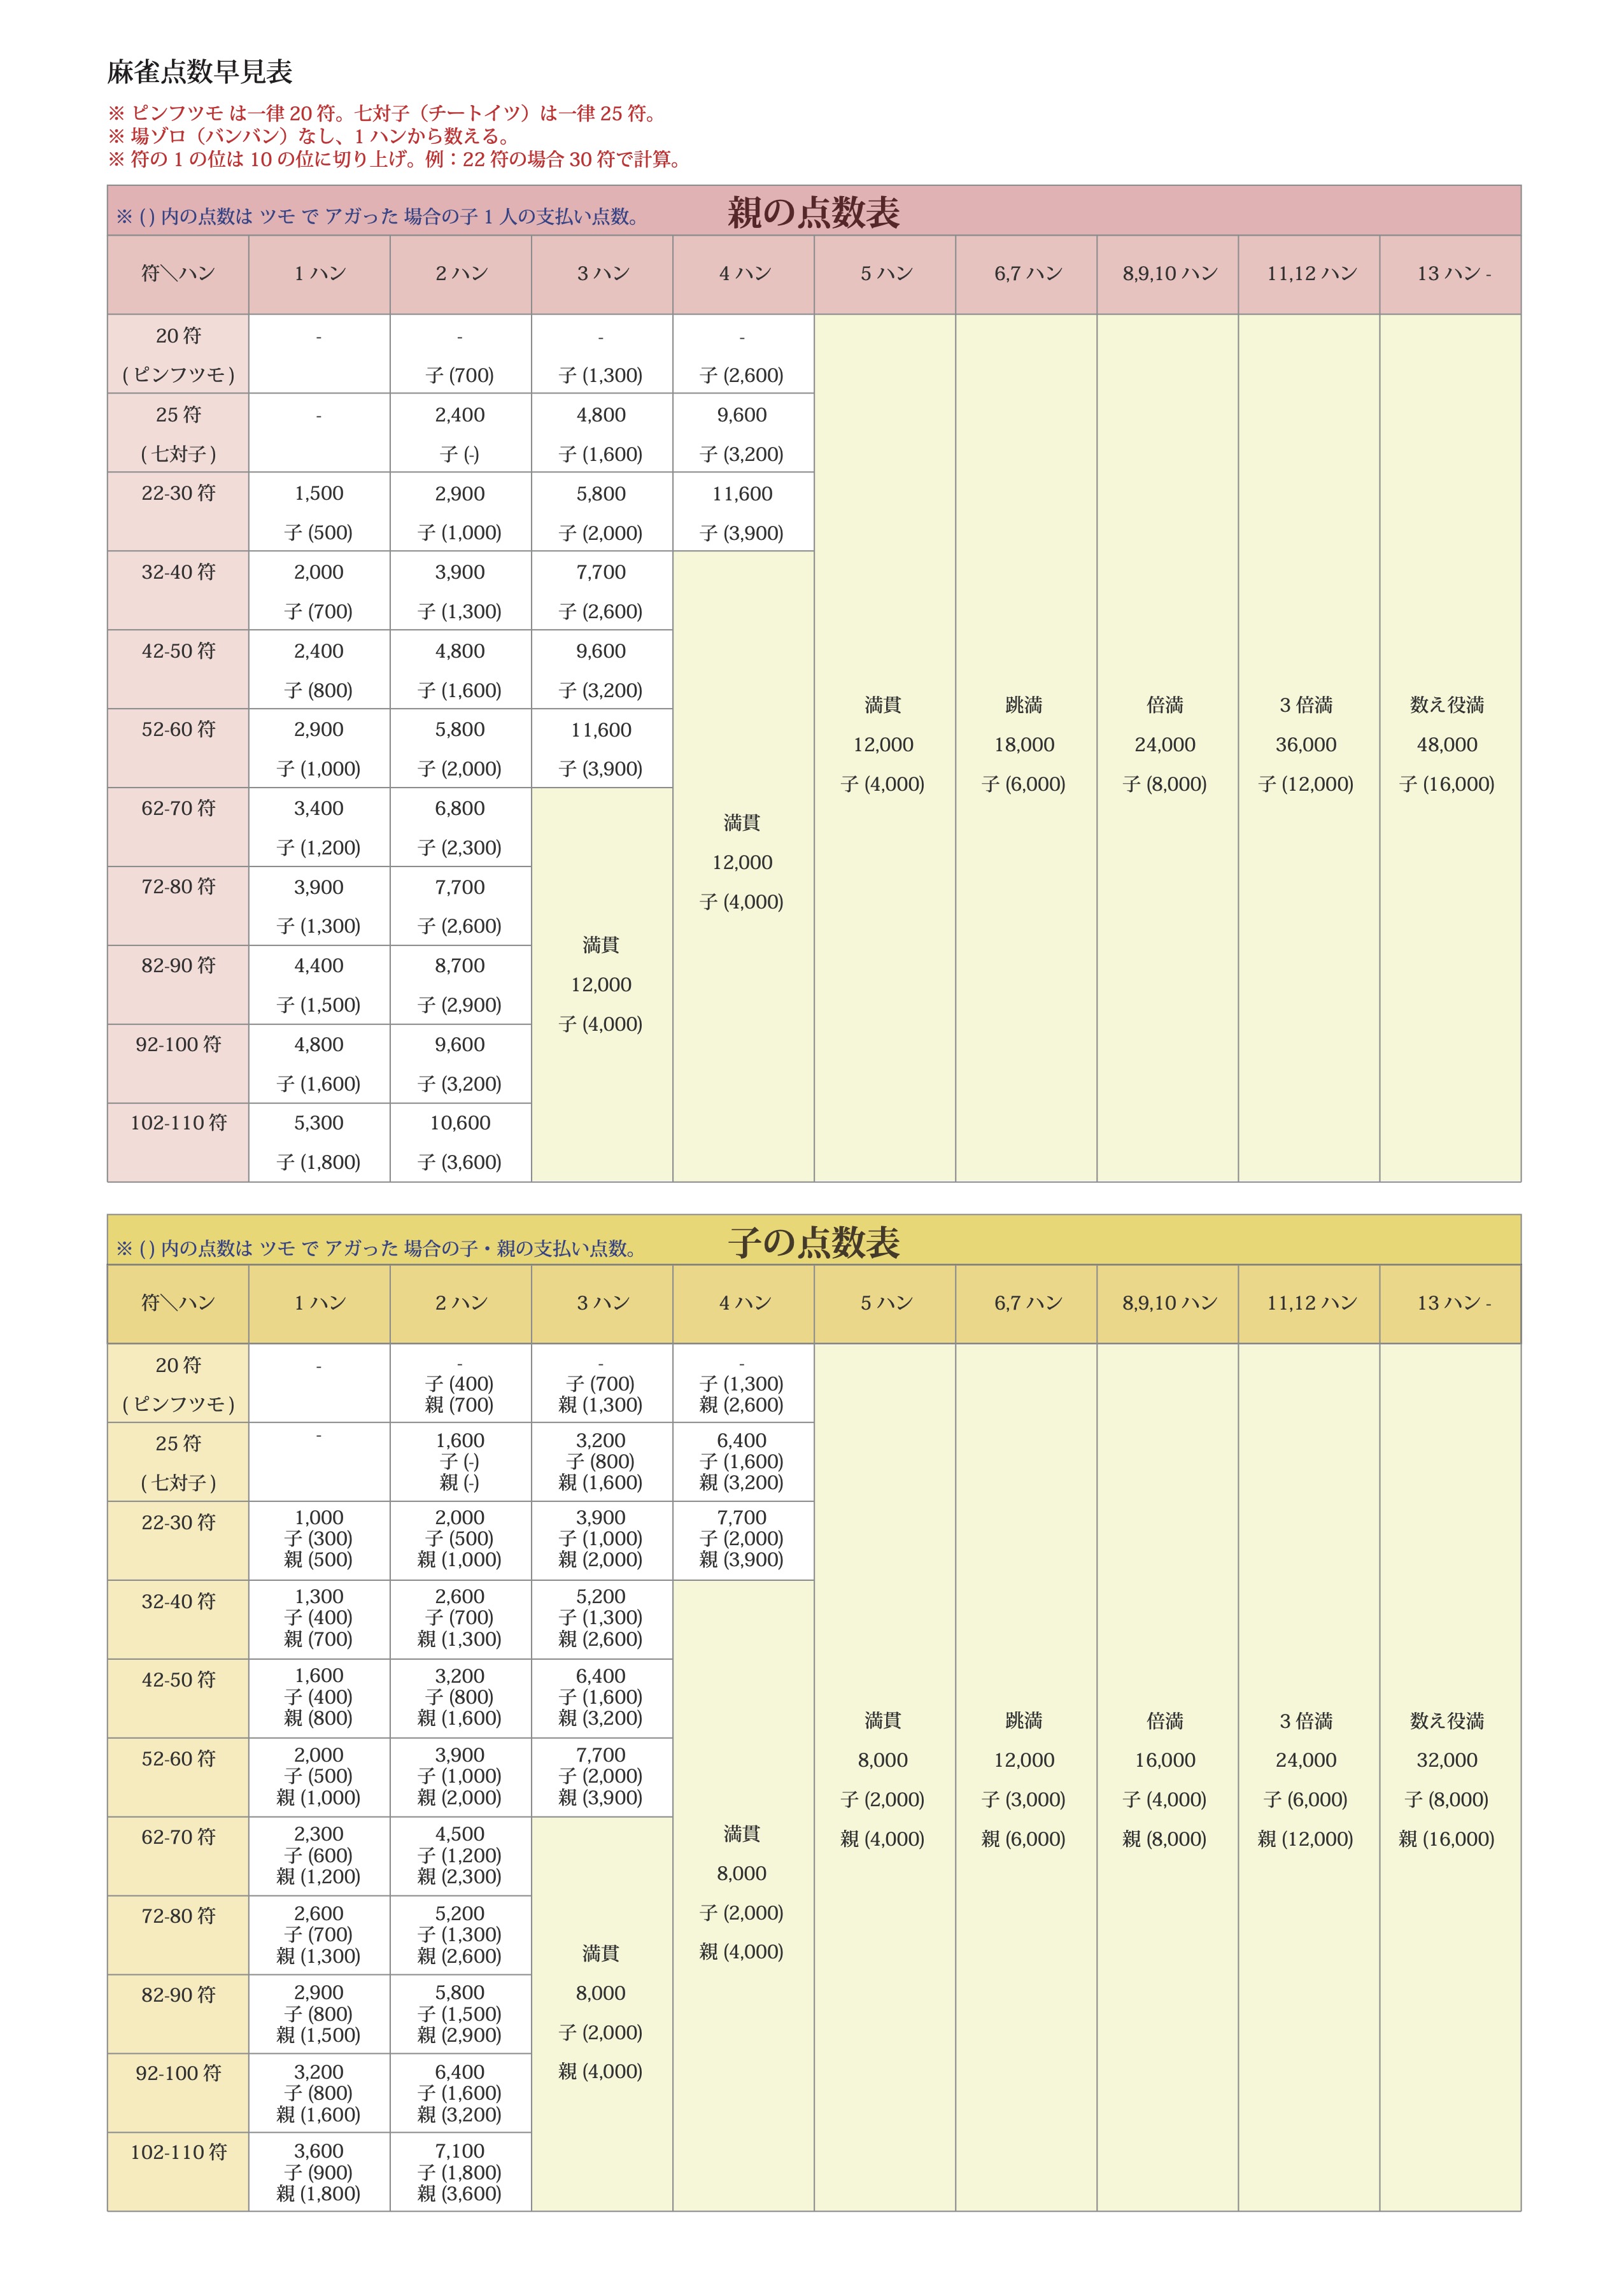 麻雀点数早見表
※ ピンフツモ は一律 20 符。七対子（チートイツ）は一律 25 符。
※ 場ゾロ（バンバン）なし、1 ハンから数える。
※ 符の 1 の位は 10 の位に切り上げ。例：22 符の場合 30 符で計算。
※ ( ) 内の点数は ツモ で アガった 場合の子 1 人の支払い点数。 親の点数表
符＼ハン 1 ハン 2 ハン 3 ハン 4 ハン 5 ハン 6,7 ハン 8,9,10 ハン 11,12 ハン 13 ハン -
20 符 - - - -
( ピンフツモ ) 子 (700) 子 (1,300) 子 (2,600)
25 符 - 2,400 4,800 9,600
( 七対子 ) 子 (-) 子 (1,600) 子 (3,200)
22-30 符 1,500 2,900 5,800 11,600
子 (500) 子 (1,000) 子 (2,000) 子 (3,900)
32-40 符 2,000 3,900 7,700
子 (700) 子 (1,300) 子 (2,600)
42-50 符 2,400 4,800 9,600
子 (800) 子 (1,600) 子 (3,200)
満貫 跳満 倍満 3 倍満 数え役満
52-60 符 2,900 5,800 11,600
12,000 18,000 24,000 36,000 48,000
子 (1,000) 子 (2,000) 子 (3,900)
子 (4,000) 子 (6,000) 子 (8,000) 子 (12,000) 子 (16,000)
62-70 符 3,400 6,800
満貫
子 (1,200) 子 (2,300)
12,000
72-80 符 3,900 7,700
子 (4,000)
子 (1,300) 子 (2,600)
満貫
82-90 符 4,400 8,700
12,000
子 (1,500) 子 (2,900)
子 (4,000)
92-100 符 4,800 9,600
子 (1,600) 子 (3,200)
102-110 符 5,300 10,600
子 (1,800) 子 (3,600)
※ ( ) 内の点数は ツモ で アガった 場合の子・親の支払い点数。 子の点数表
符＼ハン 1 ハン 2 ハン 3 ハン 4 ハン 5 ハン 6,7 ハン 8,9,10 ハン 11,12 ハン 13 ハン -
20 符 - - - -
子 (400) 子 (700) 子 (1,300)
( ピンフツモ ) 親 (700) 親 (1,300) 親 (2,600)
25 符 - 1,600 3,200 6,400
子 (-) 子 (800) 子 (1,600)
( 七対子 ) 親 (-) 親 (1,600) 親 (3,200)
22-30 符 1,000 2,000 3,900 7,700
子 (300) 子 (500) 子 (1,000) 子 (2,000)
親 (500) 親 (1,000) 親 (2,000) 親 (3,900)
32-40 符 1,300 2,600 5,200
子 (400) 子 (700) 子 (1,300)
親 (700) 親 (1,300) 親 (2,600)
42-50 符 1,600 3,200 6,400
子 (400) 子 (800) 子 (1,600)
親 (800) 親 (1,600) 親 (3,200)
満貫 跳満 倍満 3 倍満 数え役満
52-60 符 2,000 3,900 7,700
8,000 12,000 16,000 24,000 32,000
子 (500) 子 (1,000) 子 (2,000)
親 (1,000) 親 (2,000) 親 (3,900)
子 (2,000) 子 (3,000) 子 (4,000) 子 (6,000) 子 (8,000)
62-70 符 2,300 4,500
満貫
親 (4,000) 親 (6,000) 親 (8,000) 親 (12,000) 親 (16,000)
子 (600) 子 (1,200)
8,000
親 (1,200) 親 (2,300)
72-80 符 2,600 5,200
子 (2,000)
子 (700) 子 (1,300)
親 (4,000)
親 (1,300) 親 (2,600)
満貫
82-90 符 2,900 5,800
8,000
子 (800) 子 (1,500)
子 (2,000)
親 (1,500) 親 (2,900)
92-100 符 3,200 6,400
親 (4,000)
子 (800) 子 (1,600)
親 (1,600) 親 (3,200)
102-110 符 3,600 7,100
子 (900) 子 (1,800)
親 (1,800) 親 (3,600)